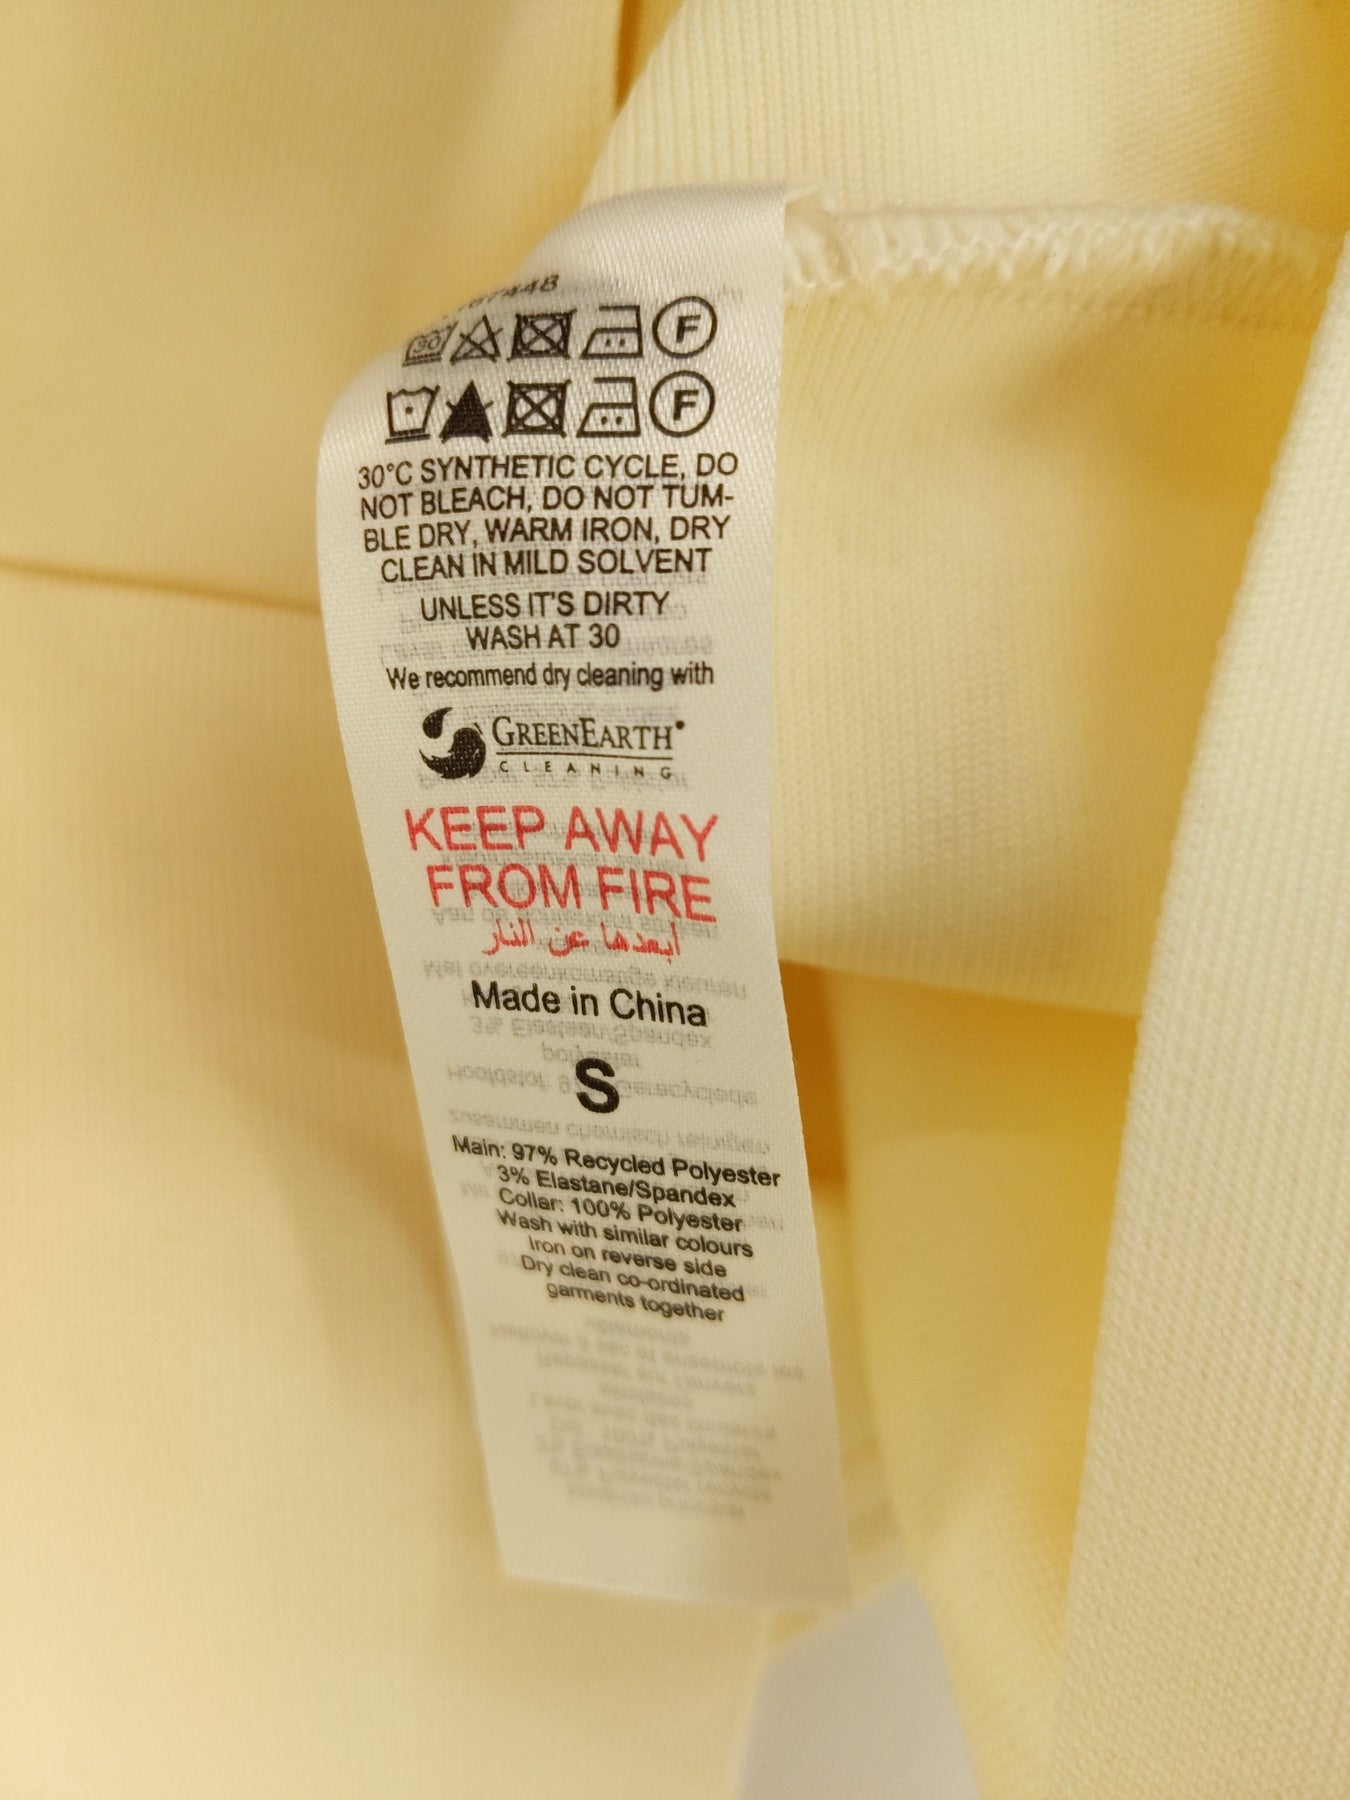 30
F
F
30°C SYNTHETIC CYCLE, DO
NOT BLEACH, DO NOT TUM-
BLE DRY, WARM IRON, DRY
CLEAN IN MILD SOLVENT
UNLESS IT'S DIRTY
WASH AT 30
We recommend dry cleaning with
GREENEARTH
CLEANING
KEEP AWAY
FROM FIRE
أبعدها عن النار
Made in China
S
Main: 97% Recycled Polyester
3% Elastane/Spandex
Collar: 100% Polyester
Wash with similar colours
Iron on reverse side
Dry clean co-ordinated
garments together